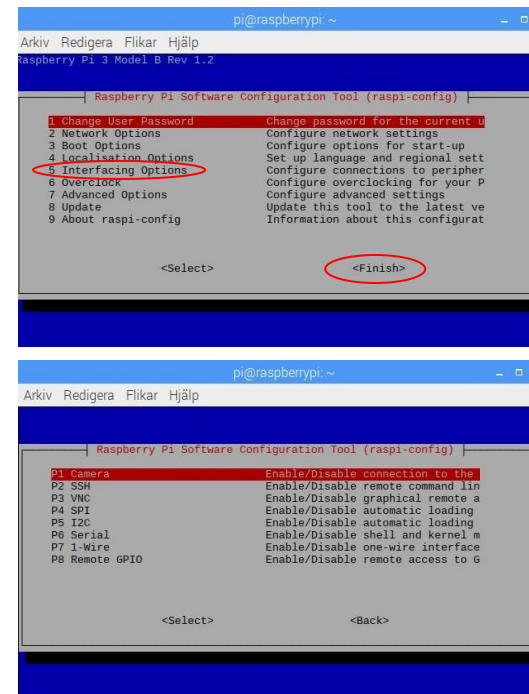 pi@raspberrypi: ~
Arkiv Redigera Flikar Hjälp
Raspberry Pi 3 Model B Rev 1.2
Raspberry Pi Software Configuration Tool (raspi-config)
1 Change User Password Change password for the current u
2 Network Options Configure network settings
3 Boot Options Configure options for start-up
4 Localisation Options Set up language and regional sett
5 Interfacing Options Configure connections to peripher
6 Overclock Configure overclocking for your P
7 Advanced Options Configure advanced settings
8 Update Update this tool to the latest ve
9 About raspi-config Information about this configurat
<Select> <Finish>
pi@raspberrypi: ~
Arkiv Redigera Flikar Hjälp
Raspberry Pi Software Configuration Tool (raspi-config)
P1 Camera Enable/Disable connection to the
P2 SSH Enable/Disable remote command lin
P3 VNC Enable/Disable graphical remote a
P4 SPI Enable/Disable automatic loading
P5 I2C Enable/Disable automatic loading
P6 Serial Enable/Disable shell and kernel m
P7 1-Wire Enable/Disable one-wire interface
P8 Remote GPIO Enable/Disable remote access to G
<Select> <Back>